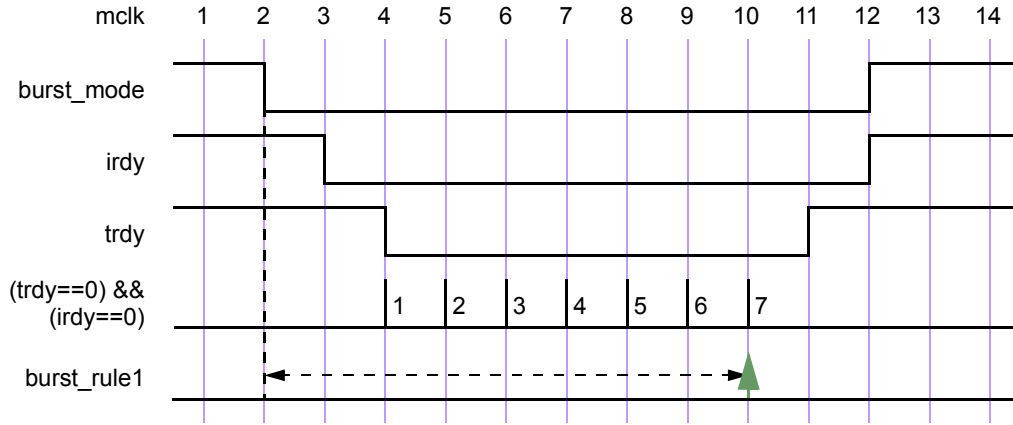 mclk 1 2 3 4 5 6 7 8 9 10 11 12 13 14
burst_mode
irdy
trdy
(trdy==0) &&
(irdy==0) 1 2 3 4 5 6 7
burst_rule1